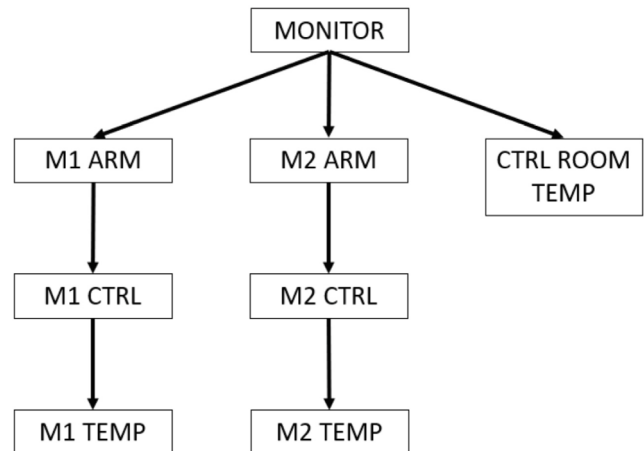 MONITOR
M1 ARM
M2 ARM
CTRL ROOM
TEMP
M1 CTRL
M2 CTRL
M1 TEMP
M2 TEMP